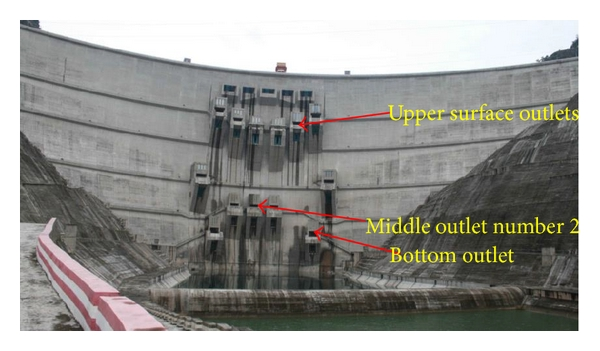 Upper surface outlets
Middle outlet number 2
Bottom outlet